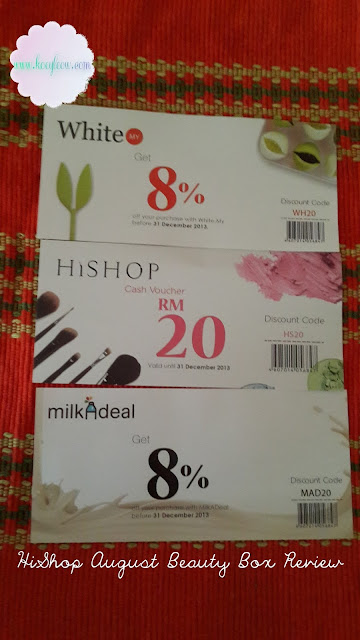 www.hoeyfeew.com
White MY
Get
8%
off your purchase with White.My
before 31 December 2013.
Discount Code
WH20
HiSHOP
Cash Voucher
RM
20
Valid until 31 December 2013
Discount Code
HS20
milkAdeal
Get
8%
off your purchase with MilkADeal
before 31 December 2013
Discount Code
MAD20
HiShop August Beauty Box Review